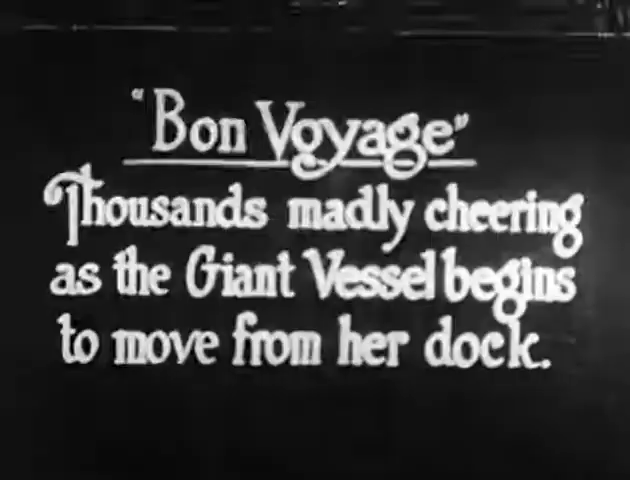 "Bon Voyage"
Thousands madly cheering
as the Giant Vessel begins
to move from her dock.